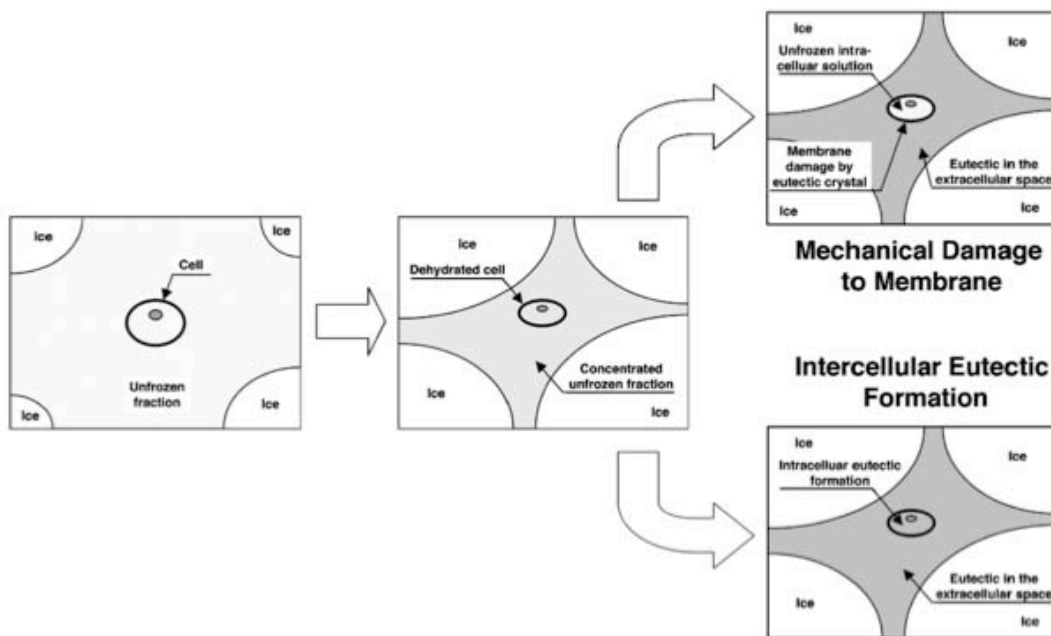 Ice
Ice
Cell
Unfrozen
fraction
Ice
Ice
Ice
Ice
Dehydrated cell
Concentrated
unfrozen fraction
Ice
Ice
Ice
Ice
Unfrozen intra-
celluar solution
Membrane
damage by
eutectic crystal
Eutectic in the
extracellular space
Ice
Ice
Mechanical Damage
to Membrane
Intercellular Eutectic
Formation
Ice
Ice
Intracelluar eutectic
formation
Eutectic in the
extracellular space
Ice
Ice